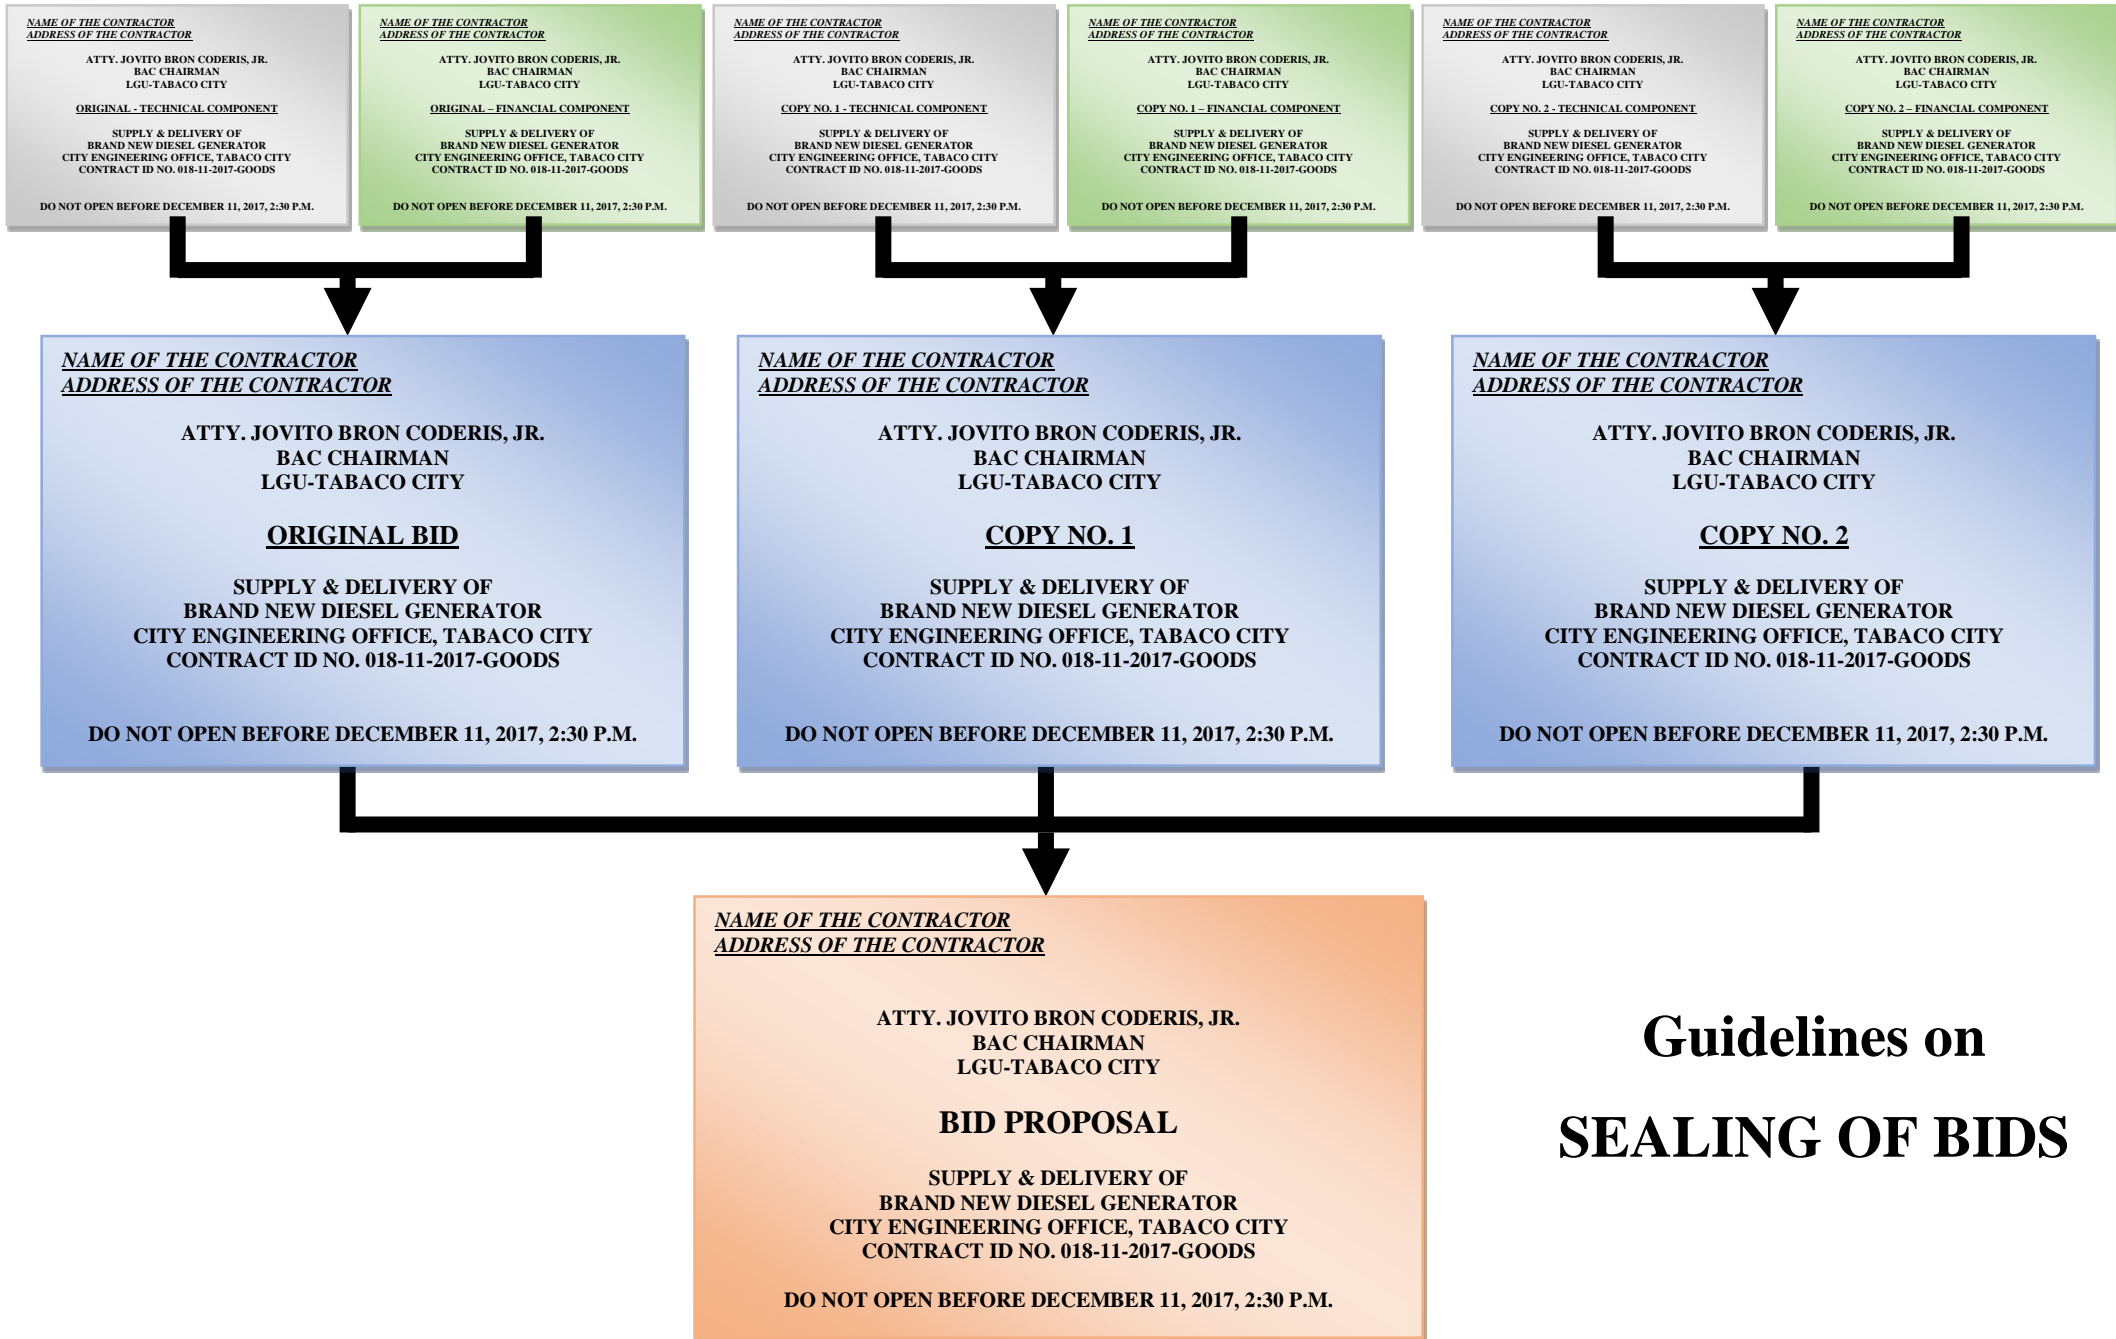 NAME OF THE CONTRACTOR
ADDRESS OF THE CONTRACTOR
ATTY. JOVITO BRON CODERIS, JR.
BAC CHAIRMAN
LGU-TABACO CITY
ORIGINAL - TECHNICAL COMPONENT
SUPPLY & DELIVERY OF
BRAND NEW DIESEL GENERATOR
CITY ENGINEERING OFFICE, TABACO CITY
CONTRACT ID NO. 018-11-2017-GOODS
DO NOT OPEN BEFORE DECEMBER 11, 2017, 2:30 P.M.
NAME OF THE CONTRACTOR
ADDRESS OF THE CONTRACTOR
ATTY. JOVITO BRON CODERIS, JR.
BAC CHAIRMAN
LGU-TABACO CITY
ORIGINAL – FINANCIAL COMPONENT
SUPPLY & DELIVERY OF
BRAND NEW DIESEL GENERATOR
CITY ENGINEERING OFFICE, TABACO CITY
CONTRACT ID NO. 018-11-2017-GOODS
DO NOT OPEN BEFORE DECEMBER 11, 2017, 2:30 P.M.
NAME OF THE CONTRACTOR
ADDRESS OF THE CONTRACTOR
ATTY. JOVITO BRON CODERIS, JR.
BAC CHAIRMAN
LGU-TABACO CITY
COPY NO. 1 - TECHNICAL COMPONENT
SUPPLY & DELIVERY OF
BRAND NEW DIESEL GENERATOR
CITY ENGINEERING OFFICE, TABACO CITY
CONTRACT ID NO. 018-11-2017-GOODS
DO NOT OPEN BEFORE DECEMBER 11, 2017, 2:30 P.M.
NAME OF THE CONTRACTOR
ADDRESS OF THE CONTRACTOR
ATTY. JOVITO BRON CODERIS, JR.
BAC CHAIRMAN
LGU-TABACO CITY
COPY NO. 1 – FINANCIAL COMPONENT
SUPPLY & DELIVERY OF
BRAND NEW DIESEL GENERATOR
CITY ENGINEERING OFFICE, TABACO CITY
CONTRACT ID NO. 018-11-2017-GOODS
DO NOT OPEN BEFORE DECEMBER 11, 2017, 2:30 P.M.
NAME OF THE CONTRACTOR
ADDRESS OF THE CONTRACTOR
ATTY. JOVITO BRON CODERIS, JR.
BAC CHAIRMAN
LGU-TABACO CITY
COPY NO. 2 - TECHNICAL COMPONENT
SUPPLY & DELIVERY OF
BRAND NEW DIESEL GENERATOR
CITY ENGINEERING OFFICE, TABACO CITY
CONTRACT ID NO. 018-11-2017-GOODS
DO NOT OPEN BEFORE DECEMBER 11, 2017, 2:30 P.M.
NAME OF THE CONTRACTOR
ADDRESS OF THE CONTRACTOR
ATTY. JOVITO BRON CODERIS, JR.
BAC CHAIRMAN
LGU-TABACO CITY
COPY NO. 2 – FINANCIAL COMPONENT
SUPPLY & DELIVERY OF
BRAND NEW DIESEL GENERATOR
CITY ENGINEERING OFFICE, TABACO CITY
CONTRACT ID NO. 018-11-2017-GOODS
DO NOT OPEN BEFORE DECEMBER 11, 2017, 2:30 P.M.
NAME OF THE CONTRACTOR
ADDRESS OF THE CONTRACTOR
ATTY. JOVITO BRON CODERIS, JR.
BAC CHAIRMAN
LGU-TABACO CITY
ORIGINAL BID
SUPPLY & DELIVERY OF
BRAND NEW DIESEL GENERATOR
CITY ENGINEERING OFFICE, TABACO CITY
CONTRACT ID NO. 018-11-2017-GOODS
DO NOT OPEN BEFORE DECEMBER 11, 2017, 2:30 P.M.
NAME OF THE CONTRACTOR
ADDRESS OF THE CONTRACTOR
ATTY. JOVITO BRON CODERIS, JR.
BAC CHAIRMAN
LGU-TABACO CITY
COPY NO. 1
SUPPLY & DELIVERY OF
BRAND NEW DIESEL GENERATOR
CITY ENGINEERING OFFICE, TABACO CITY
CONTRACT ID NO. 018-11-2017-GOODS
DO NOT OPEN BEFORE DECEMBER 11, 2017, 2:30 P.M.
NAME OF THE CONTRACTOR
ADDRESS OF THE CONTRACTOR
ATTY. JOVITO BRON CODERIS, JR.
BAC CHAIRMAN
LGU-TABACO CITY
COPY NO. 2
SUPPLY & DELIVERY OF
BRAND NEW DIESEL GENERATOR
CITY ENGINEERING OFFICE, TABACO CITY
CONTRACT ID NO. 018-11-2017-GOODS
DO NOT OPEN BEFORE DECEMBER 11, 2017, 2:30 P.M.
NAME OF THE CONTRACTOR
ADDRESS OF THE CONTRACTOR
ATTY. JOVITO BRON CODERIS, JR.
BAC CHAIRMAN
LGU-TABACO CITY
BID PROPOSAL
SUPPLY & DELIVERY OF
BRAND NEW DIESEL GENERATOR
CITY ENGINEERING OFFICE, TABACO CITY
CONTRACT ID NO. 018-11-2017-GOODS
DO NOT OPEN BEFORE DECEMBER 11, 2017, 2:30 P.M.
Guidelines on
SEALING OF BIDS